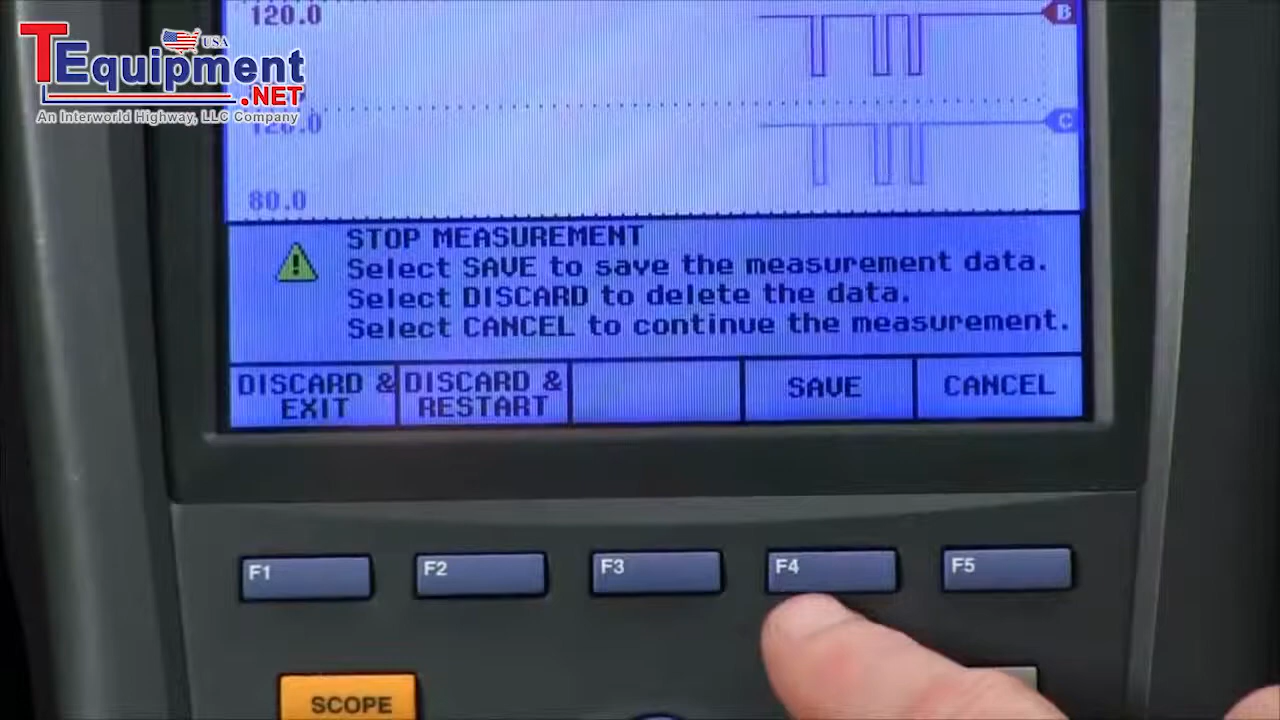 120.0
B
USA
TEquipment
.NET
An Interworld Highway, LLC Company
120.0
C
80.0
STOP MEASUREMENT
Select SAVE to save the measurement data.
Select DISCARD to delete the data.
Select CANCEL to continue the measurement.
DISCARD & EXIT
DISCARD & RESTART
SAVE
CANCEL
F1
F2
F3
F4
F5
SCOPE